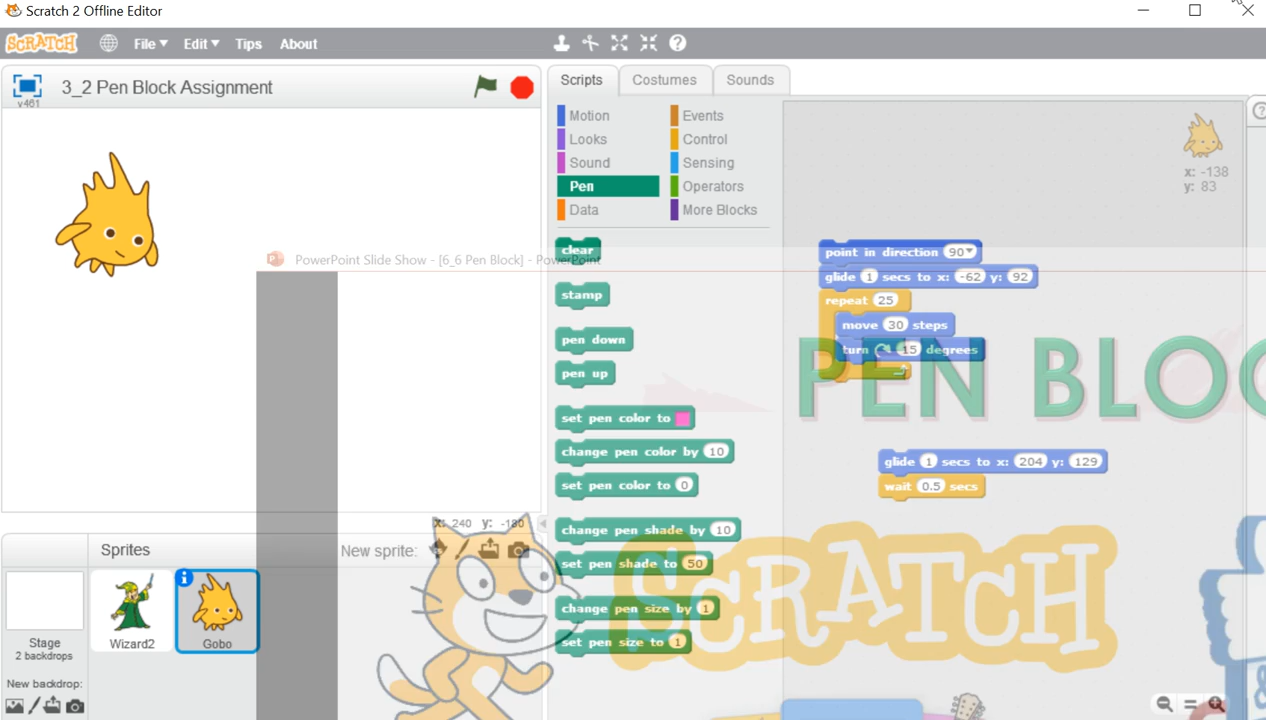 Scratch 2 Offline Editor
SCRATCH File Edit Tips About
v461 3_2 Pen Block Assignment
Scripts Costumes Sounds
Motion Events
Looks Control
Sound Sensing
Pen Operators
Data More Blocks
x: -138
y: 83
clear
PowerPoint Slide Show - [6_6 Pen Block] - PowerPoint
stamp
pen down
pen up
set pen color to
change pen color by 10
set pen color to 0
change pen shade by 10
set pen shade to 50
change pen size by 1
set pen size to 1
point in direction 90
glide 1 secs to x: -62 y: 92
repeat 25
move 30 steps
turn 15 degrees
PEN BLOC
glide 1 secs to x: 204 y: 129
wait 0.5 secs
SCRATCH
x: 240 y: -180
Sprites New sprite:
Stage
2 backdrops
Wizard2
Gobo
New backdrop: